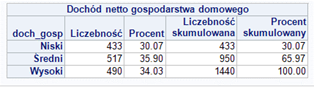 Dochód netto gospodarstwa domowego
doch_gosp Liczebność Procent Liczebność skumulowana Procent skumulowany
Niski 433 30.07 433 30.07
Średni 517 35.90 950 65.97
Wysoki 490 34.03 1440 100.00